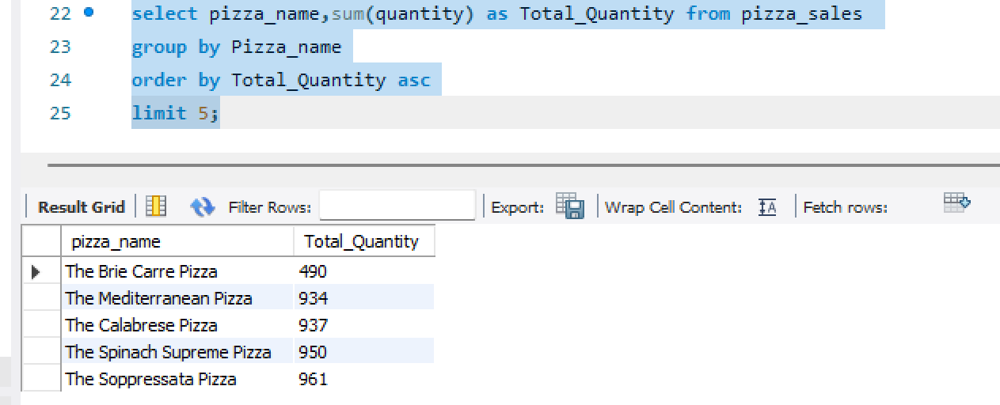 22 select pizza_name,sum(quantity) as Total_Quantity from pizza_sales
23 group by Pizza_name
24 order by Total_Quantity asc
25 limit 5;
Result Grid Filter Rows: Export: Wrap Cell Content: IA Fetch rows:
pizza_name Total_Quantity
The Brie Carre Pizza 490
The Mediterranean Pizza 934
The Calabrese Pizza 937
The Spinach Supreme Pizza 950
The Soppressata Pizza 961